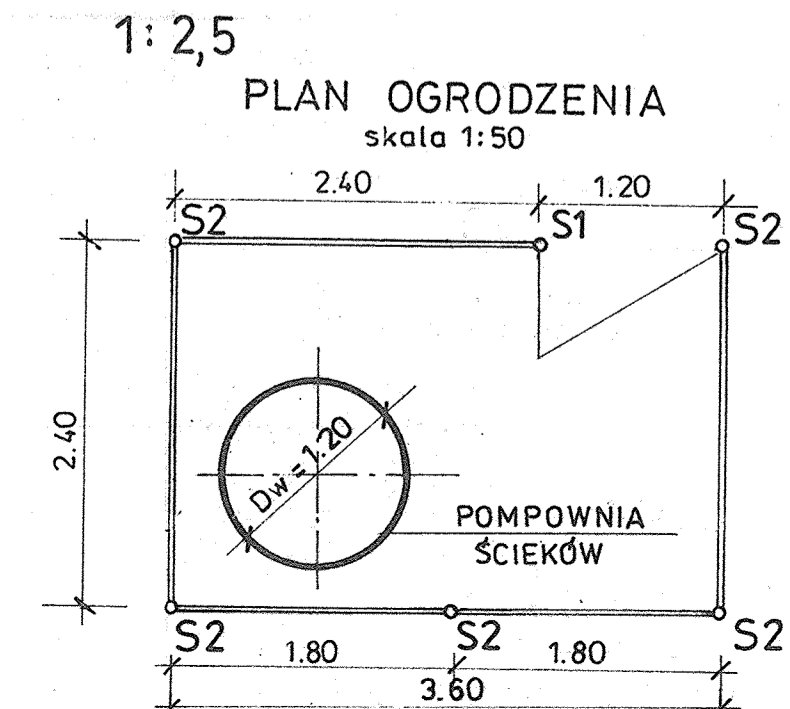 1:2,5
PLAN OGRODZENIA
skala 1:50
2.40 1.20
S2 S1 S2
2.40
Dw = 1.20
POMPOWNIA
ŚCIEKÓW
S2 S2 S2
1.80 1.80
3.60